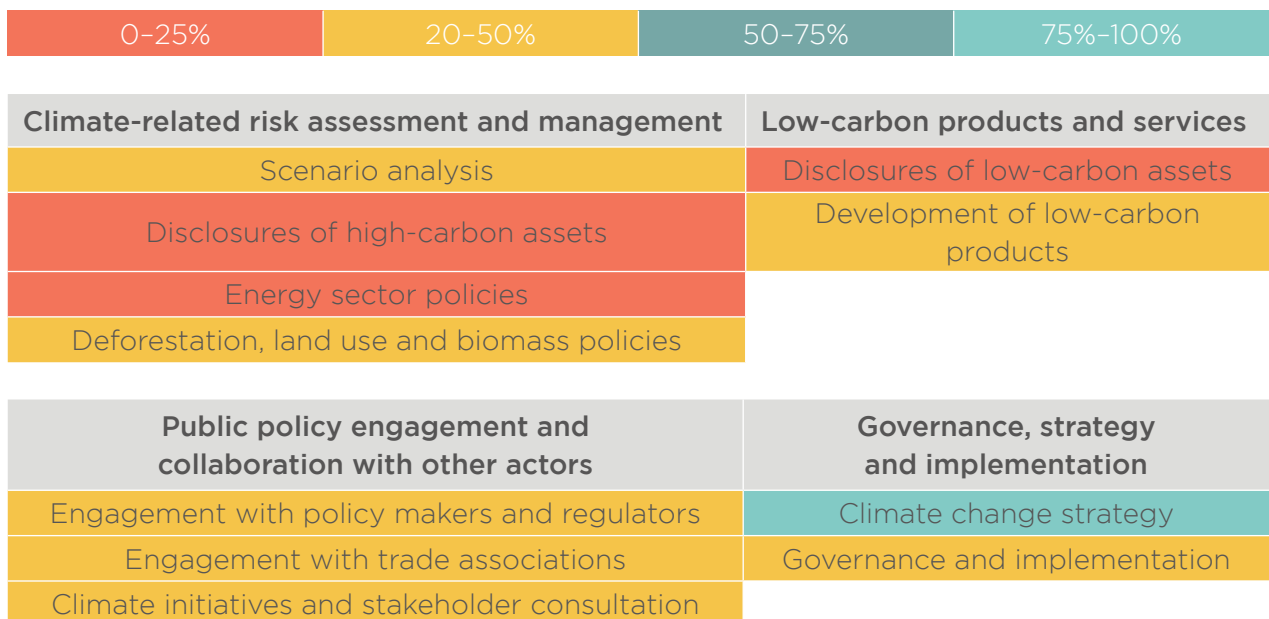 0–25% 20–50% 50–75% 75%–100%
Climate-related risk assessment and management
Scenario analysis
Disclosures of high-carbon assets
Energy sector policies
Deforestation, land use and biomass policies
Low-carbon products and services
Disclosures of low-carbon assets
Development of low-carbon
products
Public policy engagement and
collaboration with other actors
Engagement with policy makers and regulators
Engagement with trade associations
Climate initiatives and stakeholder consultation
Governance, strategy
and implementation
Climate change strategy
Governance and implementation